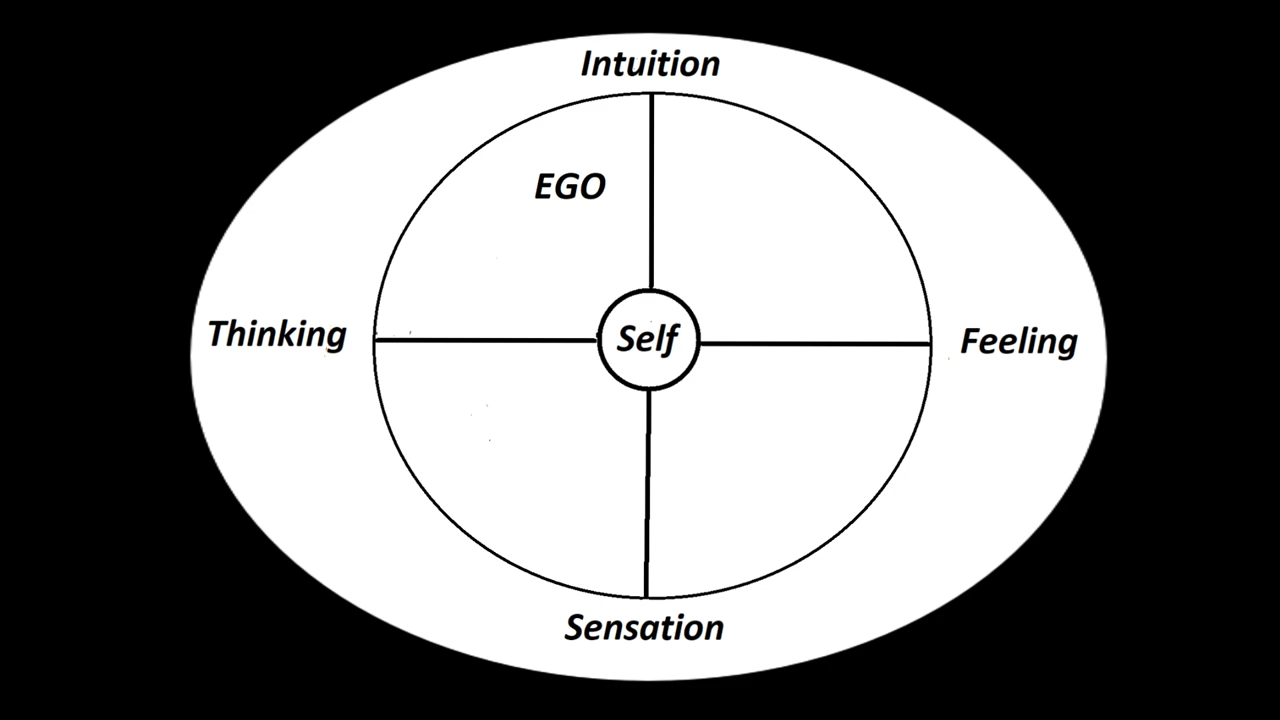 Intuition
EGO
Thinking
Self
Feeling
Sensation